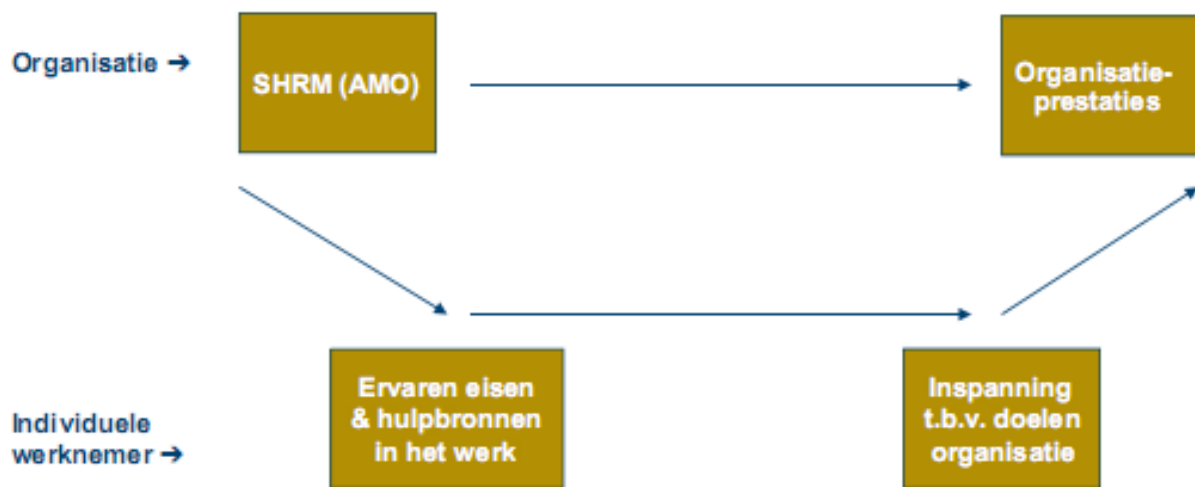 Organisatie ➔
SHRM (AMO)
Organisatie-
prestaties
Ervaren eisen
& hulpbronnen
in het werk
Inspanning
t.b.v. doelen
organisatie
Individuele
werknemer ➔